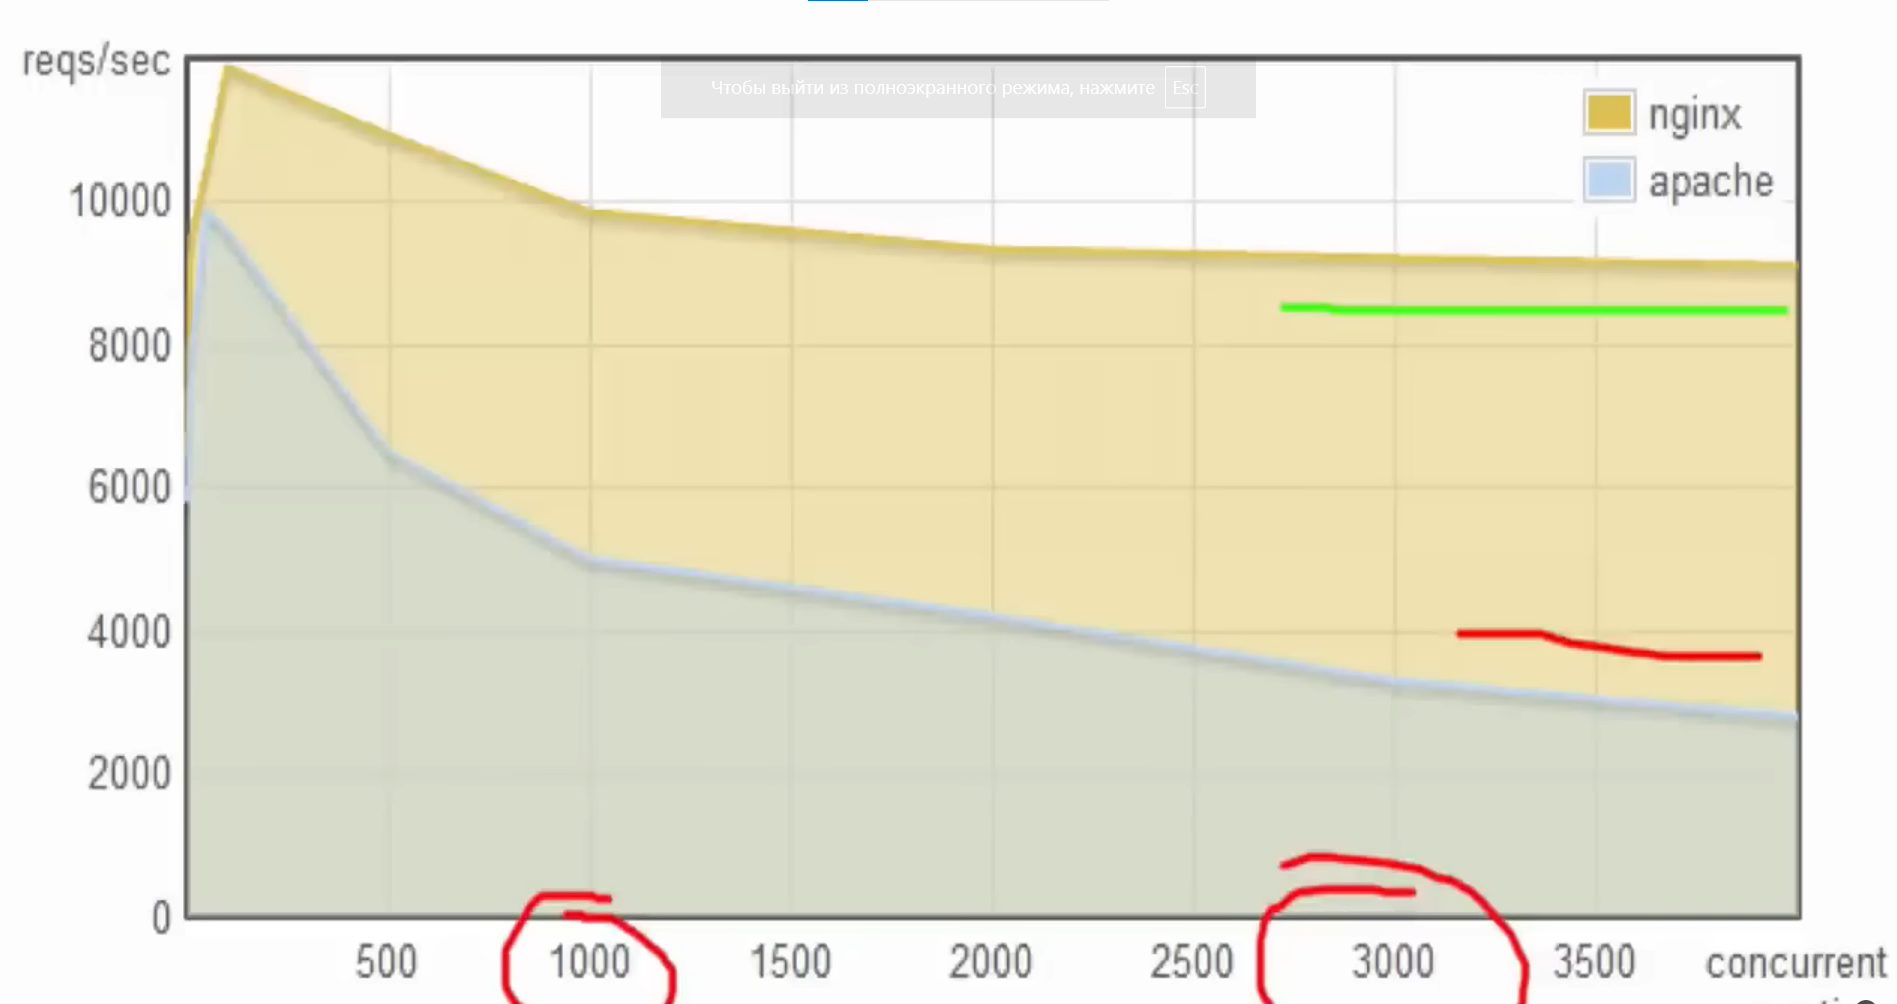 reqs/sec
Чтобы выйти из полноэкранного режима, нажмите Esc
nginx
apache
10000
8000
6000
4000
2000
0
500 1000 1500 2000 2500 3000 3500 concurrent